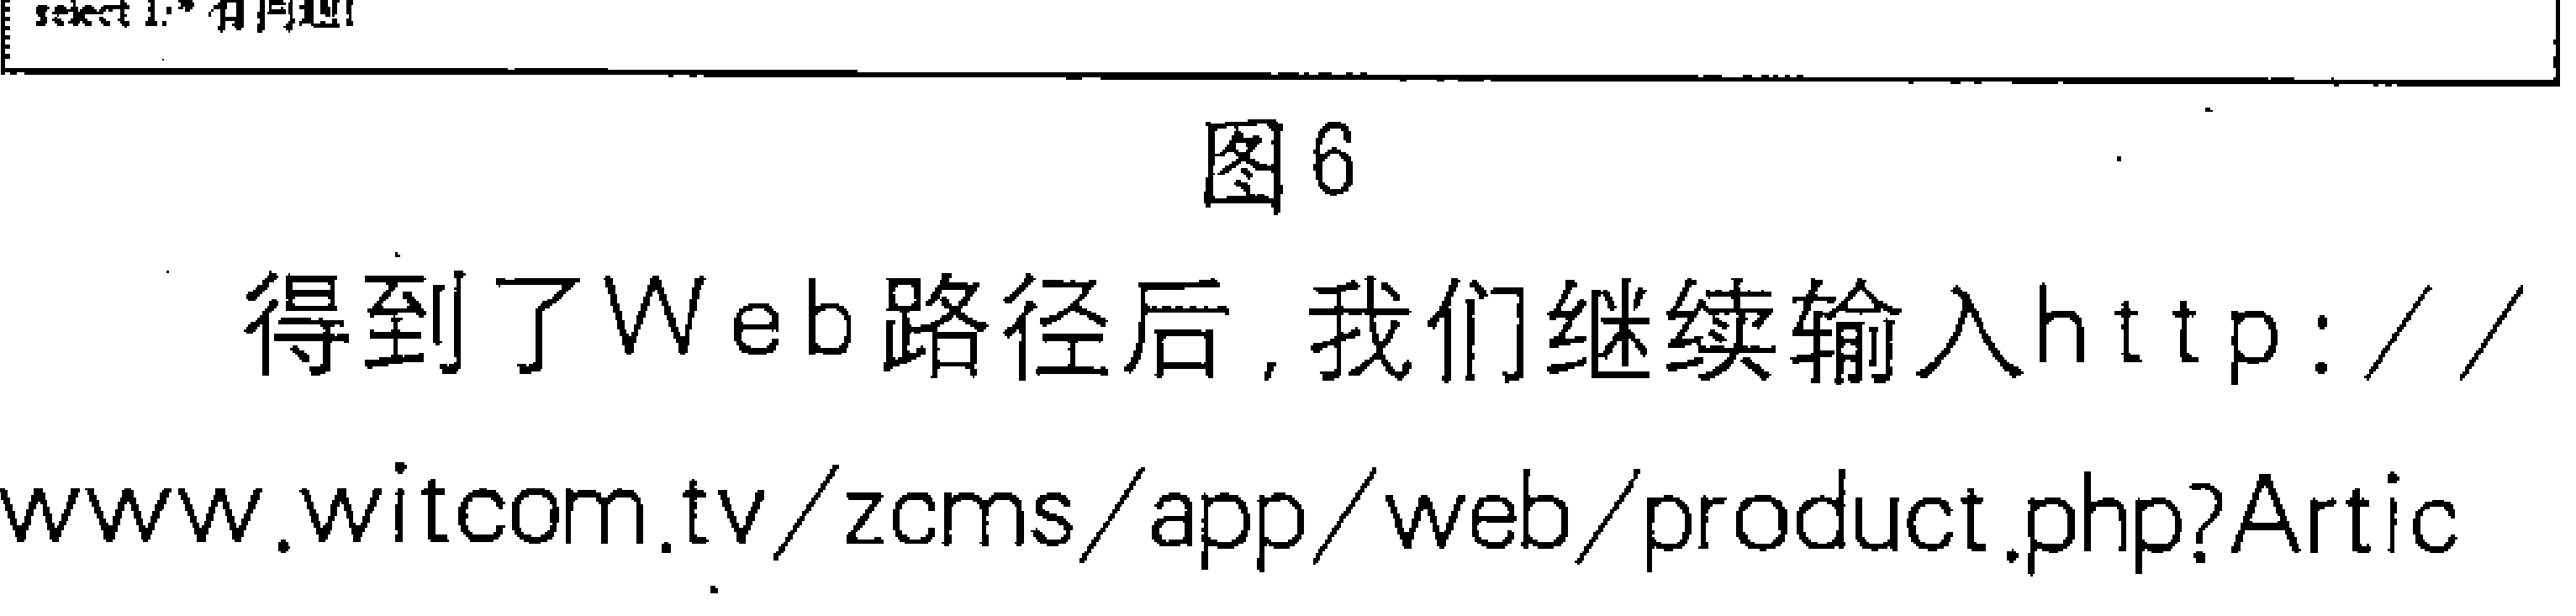 select 1:* 有问题!
图6
得到了Web路径后,我们继续输入http://
www.witcom.tv/zcms/app/web/product.php?Artic